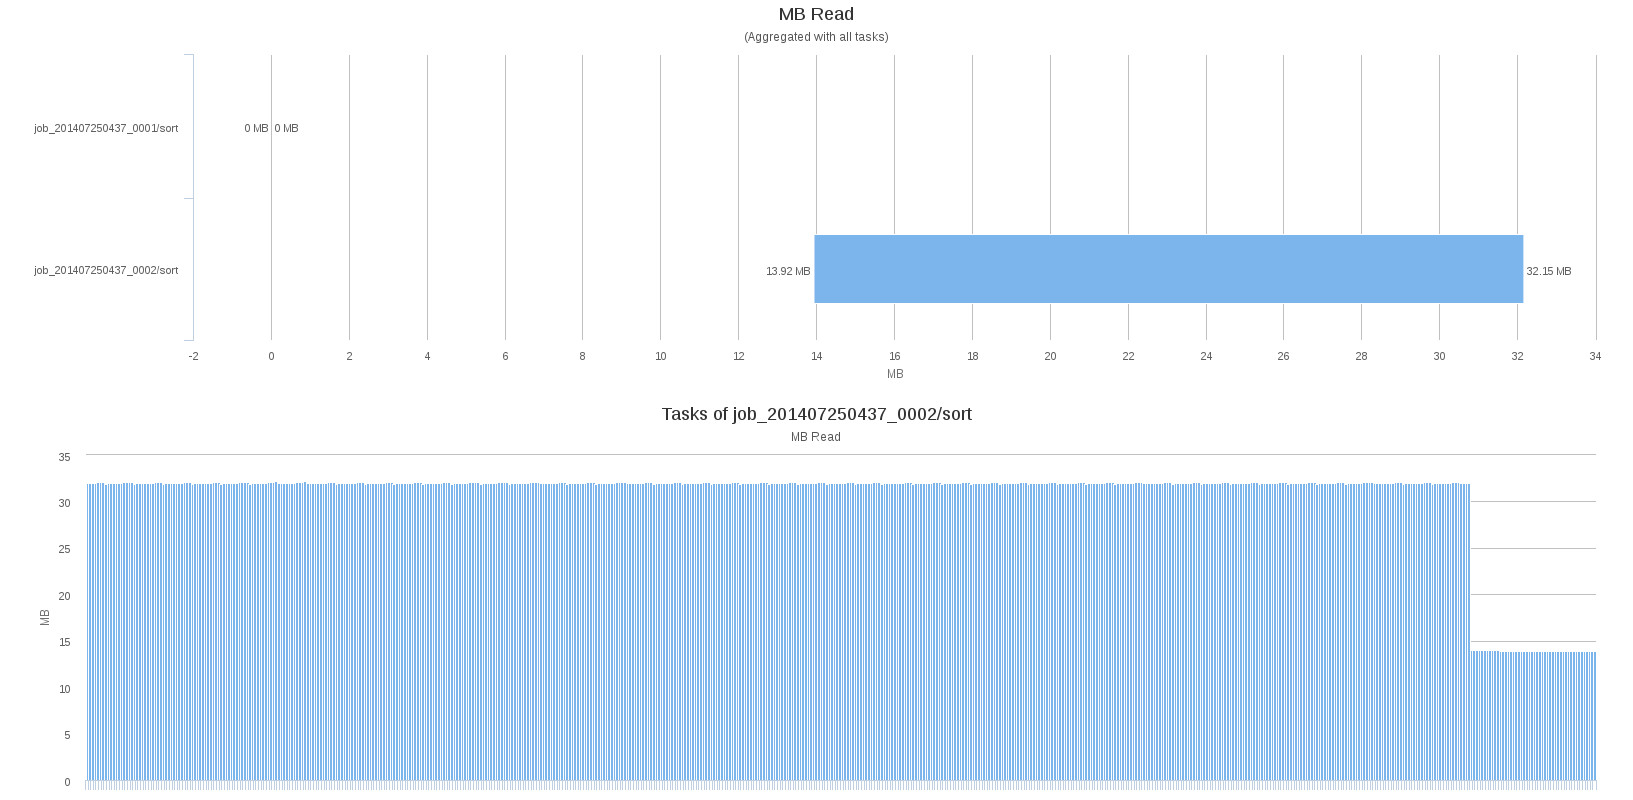 MB Read
(Aggregated with all tasks)
job_201407250437_0001/sort
0 MB 0 MB
job_201407250437_0002/sort
13.92 MB
32.15 MB
-2 0 2 4 6 8 10 12 14 16 18 20 22 24 26 28 30 32 34
MB
Tasks of job_201407250437_0002/sort
MB Read
35
30
25
20
15
10
5
0
MB